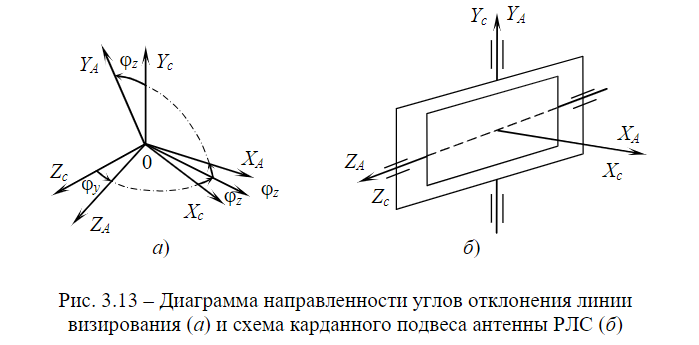 Y_A φ_z Y_c
0
X_A
Z_c φ_y φ_z φ_z
X_c
Z_A
а)
Y_c Y_A
Z_A
Z_c
X_A
X_c
б)
Рис. 3.13 – Диаграмма направленности углов отклонения линии
визирования (а) и схема карданного подвеса антенны РЛС (б)